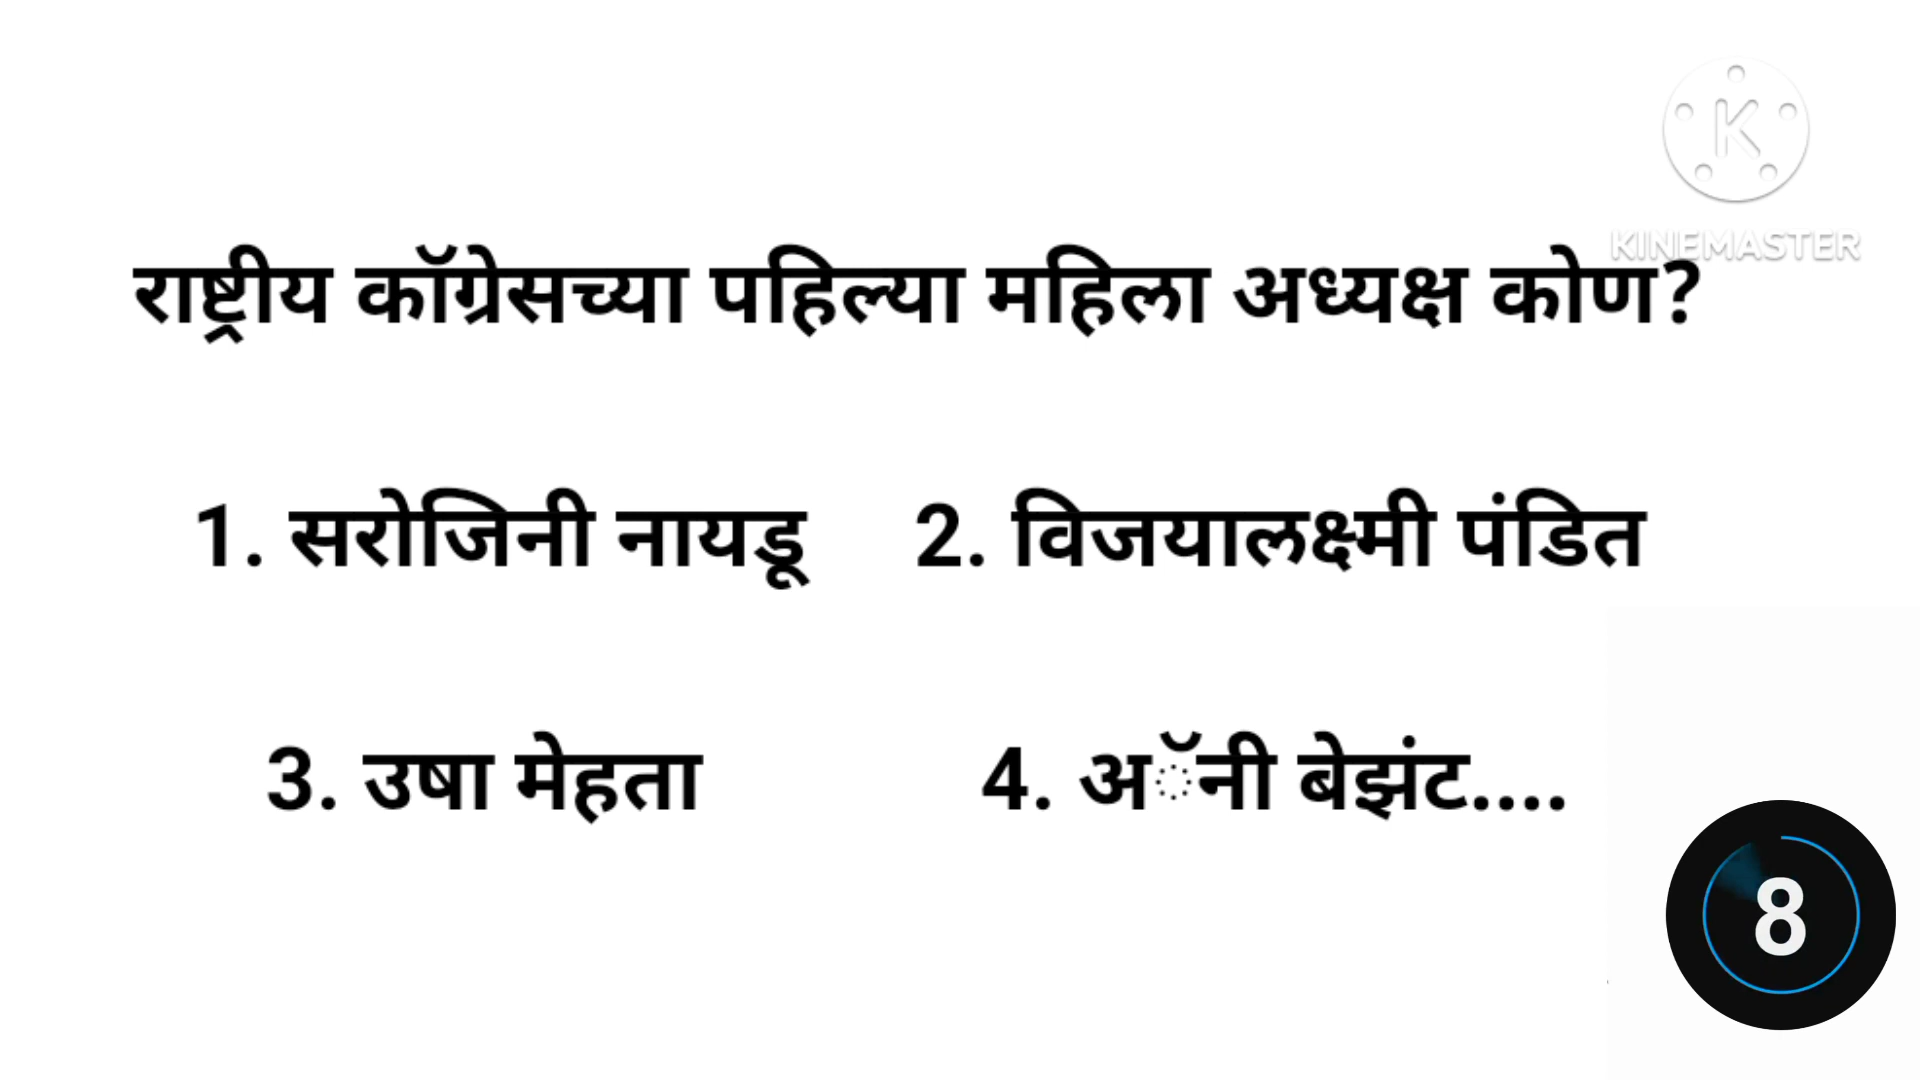 K
KINEMASTER
राष्ट्रीय कॉग्रेसच्या पहिल्या महिला अध्यक्ष कोण?
1. सरोजिनी नायडू 2. विजयालक्ष्मी पंडित
3. उषा मेहता 4. अॅनी बेझंट....
8